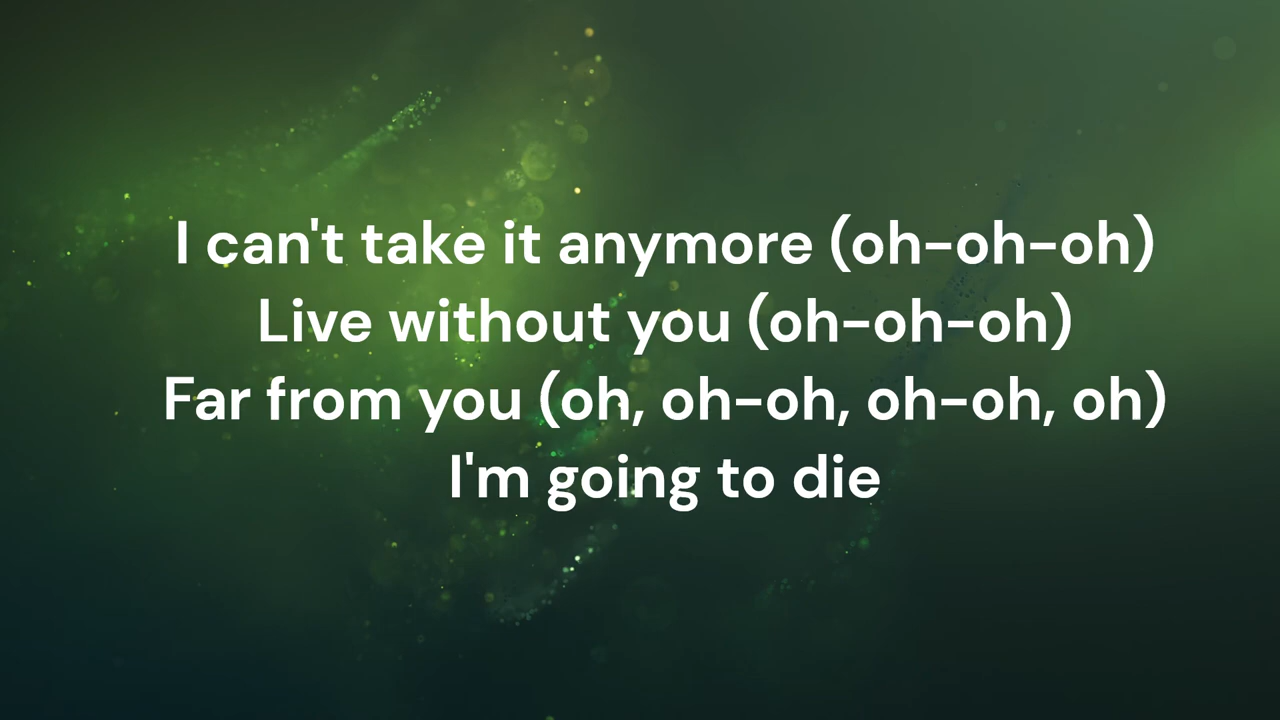 I can't take it anymore (oh-oh-oh)
Live without you (oh-oh-oh)
Far from you (oh, oh-oh, oh-oh, oh)
I'm going to die